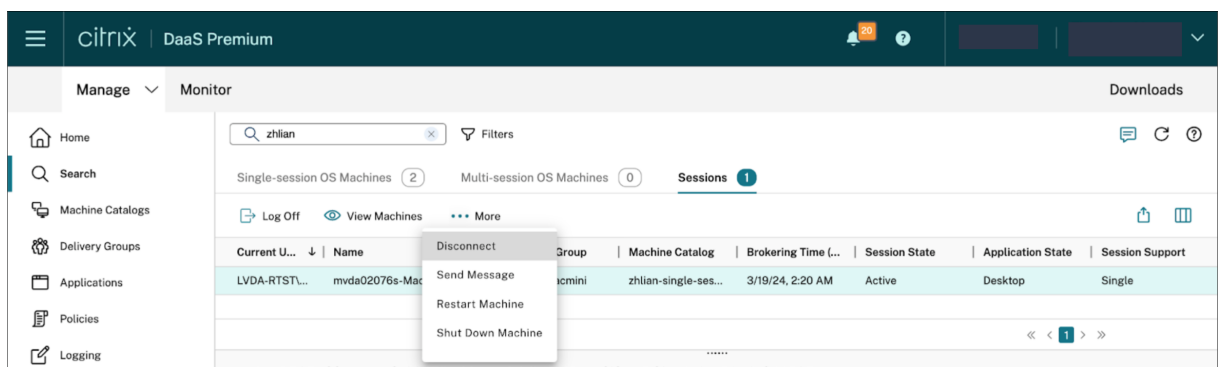 citrix | DaaS Premium 20 ?
Manage Monitor Downloads
Home
Search
Machine Catalogs
Delivery Groups
Applications
Policies
Logging
zhlian Filters
Single-session OS Machines 2 Multi-session OS Machines 0 Sessions 1
Log Off View Machines ••• More
Disconnect
Send Message
Restart Machine
Shut Down Machine
Current U... ↓ Name Group Machine Catalog Brokering Time (... Session State Application State Session Support
LVDA-RTST\... mvda02076s-Mac acmini zhlian-single-ses... 3/19/24, 2:20 AM Active Desktop Single
« < 1 > »